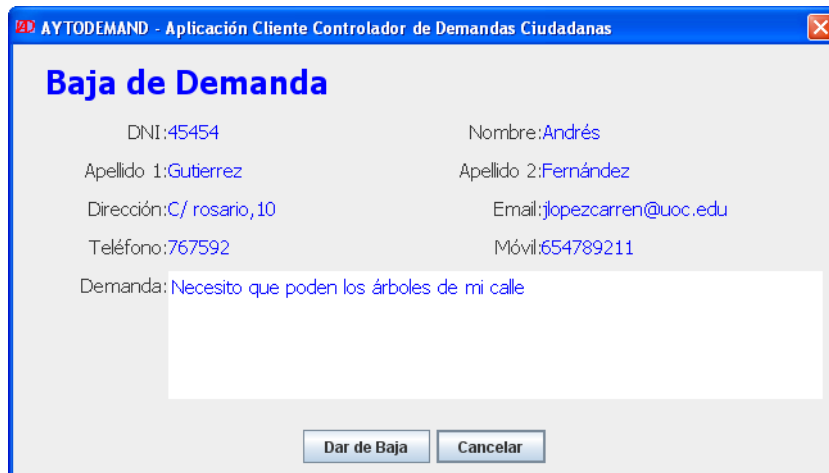 AYTODEMAND - Aplicación Cliente Controlador de Demandas Ciudadanas
Baja de Demanda
DNI:45454 Nombre:Andrés
Apellido 1:Gutierrez Apellido 2:Fernández
Dirección:C/ rosario,10 Email:jlopezcarren@uoc.edu
Teléfono:767592 Móvil:654789211
Demanda: Necesito que poden los árboles de mi calle
Dar de Baja Cancelar